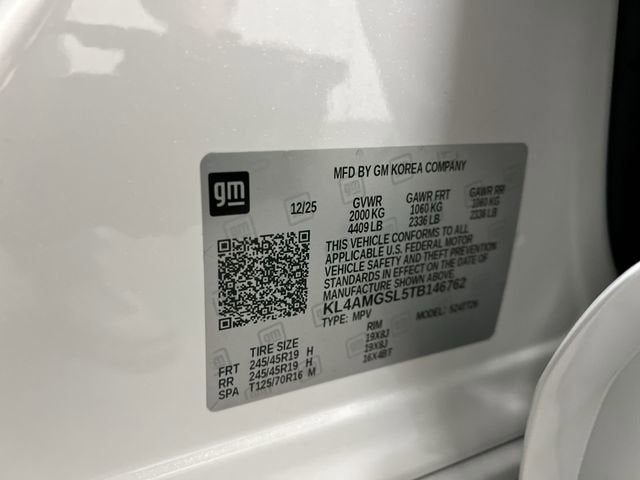 gm
MFD BY GM KOREA COMPANY
12/25 GVWR GAWR FRT GAWR RR
2000 KG 1060 KG 1060 KG
4409 LB 2336 LB 2336 LB
THIS VEHICLE CONFORMS TO ALL
APPLICABLE U.S. FEDERAL MOTOR
VEHICLE SAFETY AND THEFT PREVENTION
STANDARDS IN EFFECT ON THE DATE OF
MANUFACTURE SHOWN ABOVE.
KL4AMGSL5TB146762
TYPE: MPV MODEL:
TIRE SIZE RIM
FRT 245/45R19 H 19X8J
RR 245/45R19 H 19X8J
SPA T125/70R16 M 16X4BT